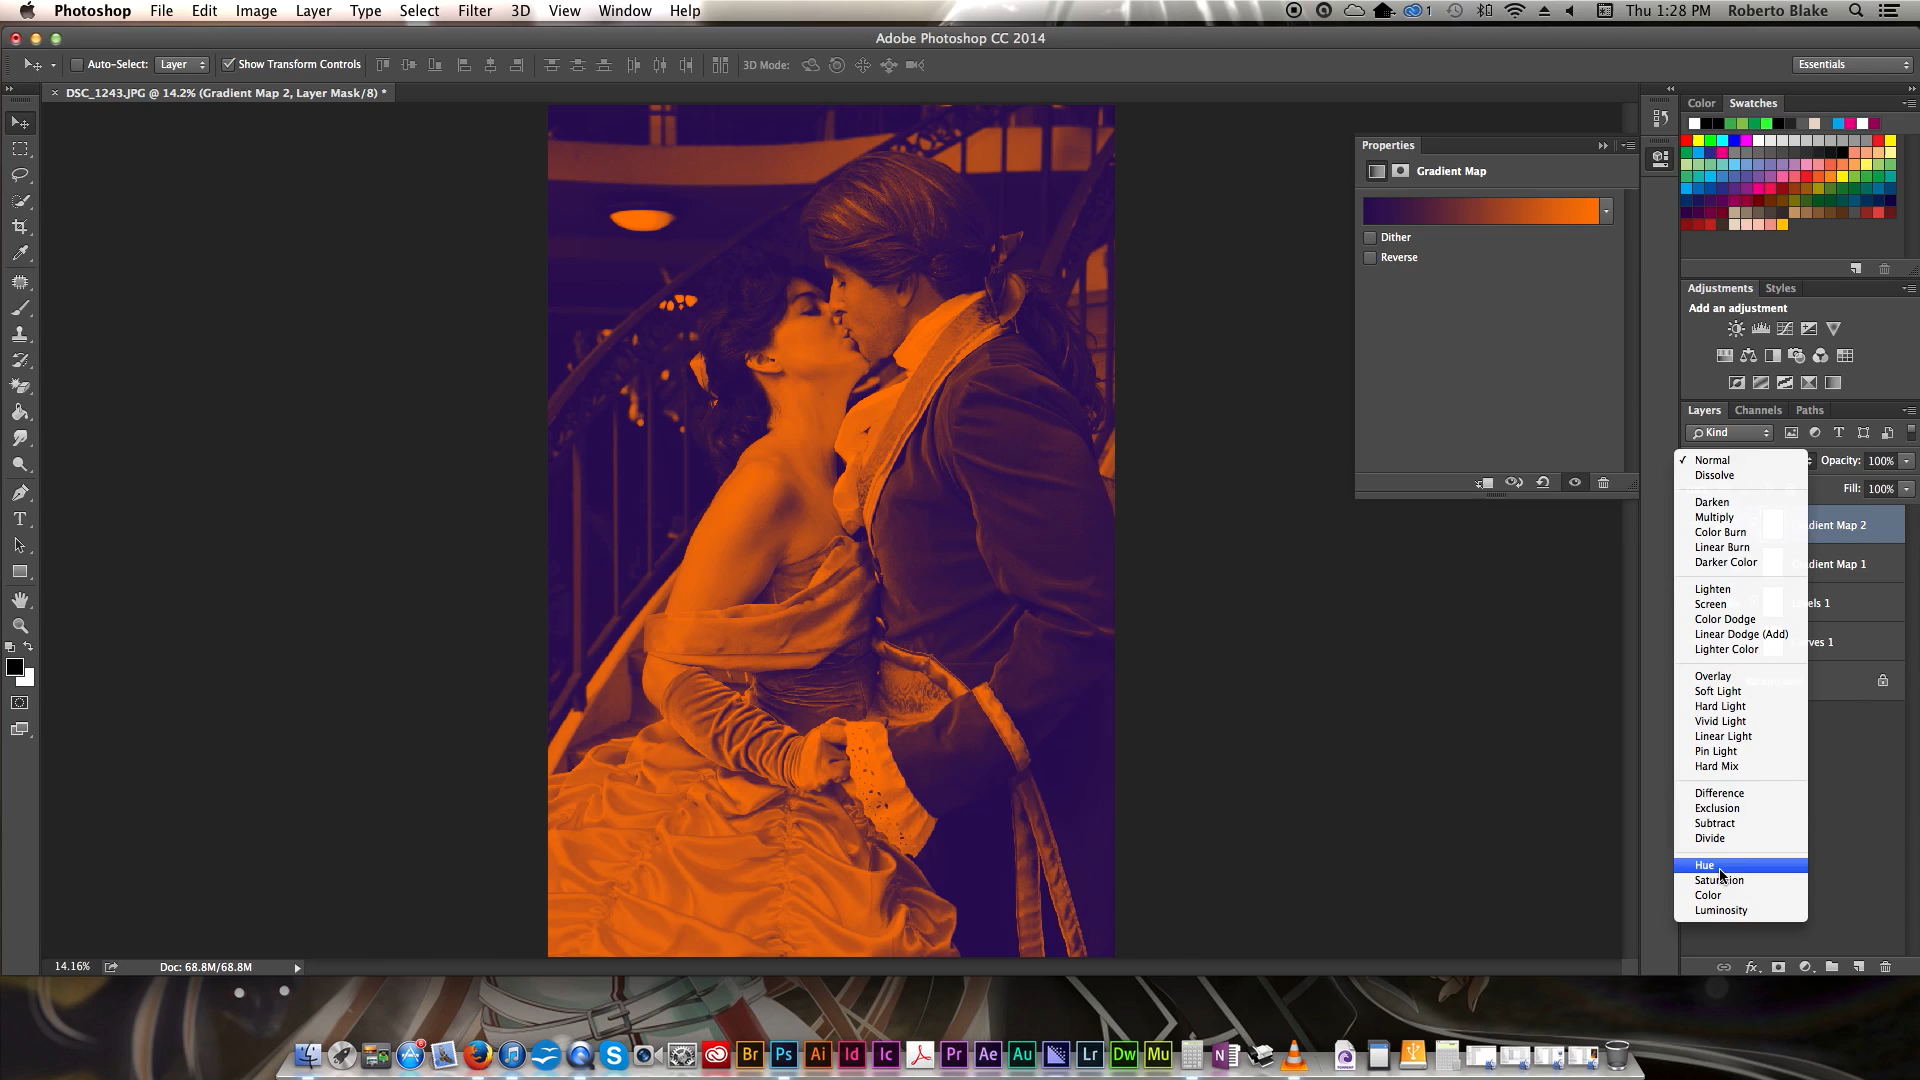 Photoshop File Edit Image Layer Type Select Filter 3D View Window Help
1 Thu 1:28 PM Roberto Blake
Adobe Photoshop CC 2014
Auto-Select: Layer Show Transform Controls 3D Mode: Essentials
× DSC_1243.JPG @ 14.2% (Gradient Map 2, Layer Mask/8) *
Properties
Gradient Map
Dither
Reverse
Color Swatches
Adjustments Styles
Add an adjustment
Layers Channels Paths
Kind
Opacity: 100%
Fill: 100%
Normal
Dissolve
Darken
Multiply
Color Burn
Linear Burn
Darker Color
Lighten
Screen
Color Dodge
Linear Dodge (Add)
Lighter Color
Overlay
Soft Light
Hard Light
Vivid Light
Linear Light
Pin Light
Hard Mix
Difference
Exclusion
Subtract
Divide
Hue
Saturation
Color
Luminosity
dient Map 2
dient Map 1
els 1
rves 1
14.16% Doc: 68.8M/68.8M
fx
Br Ps Ai Id Ic Pr Ae Au Lr Dw Mu N